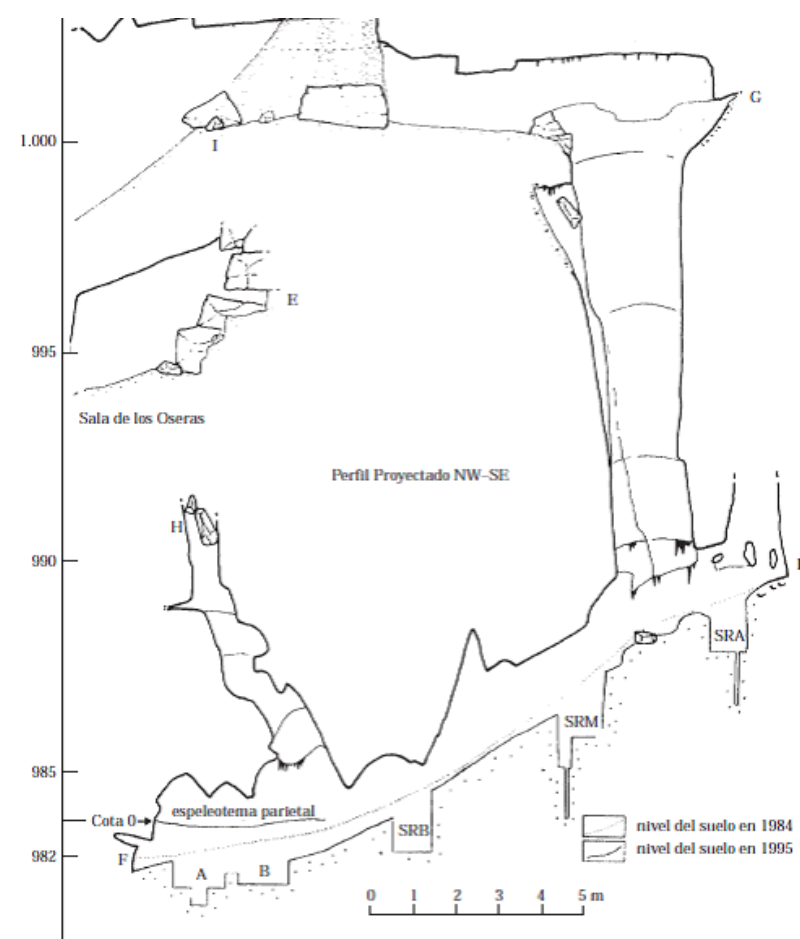 G
1.000
I
E
995
Sala de los Oseras
Perfil Proyectado NW–SE
H
990
I
SRA
SRM
985
espeleotema parietal
Cota 0
SRB
nivel del suelo en 1984
nivel del suelo en 1995
982
F
A
B
0 1 2 3 4 5 m